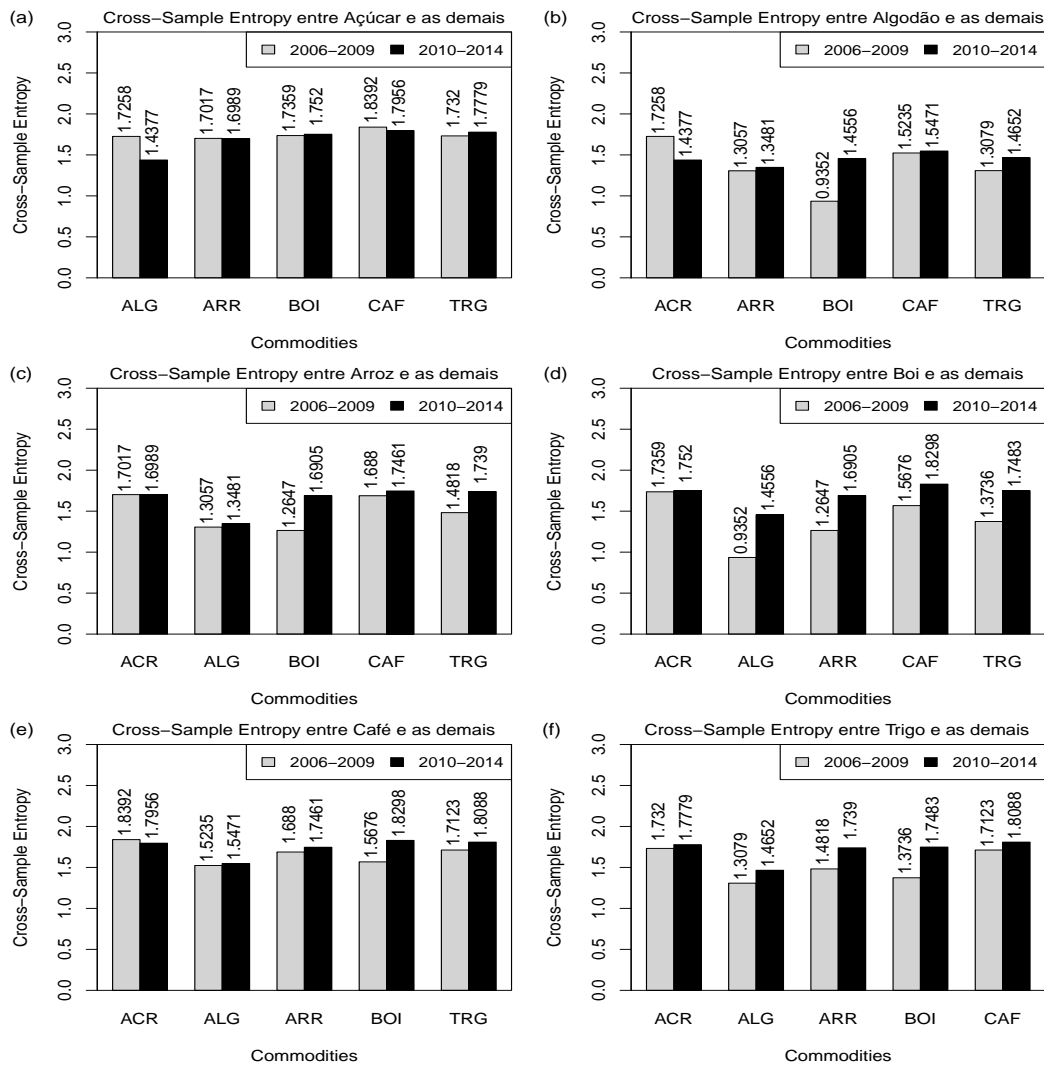 (a)
Cross−Sample Entropy entre Açúcar e as demais
Cross−Sample Entropy
0.0 0.5 1.0 1.5 2.0 2.5 3.0
2006−2009 2010−2014
1.7258 1.4377 1.7017 1.6989 1.7359 1.752 1.8392 1.7956 1.732 1.7779
ALG ARR BOI CAF TRG
Commodities
(b)
Cross−Sample Entropy entre Algodão e as demais
Cross−Sample Entropy
0.0 0.5 1.0 1.5 2.0 2.5 3.0
2006−2009 2010−2014
1.7258 1.4377 1.3057 1.3481 0.9352 1.4556 1.5235 1.5471 1.3079 1.4652
ACR ARR BOI CAF TRG
Commodities
(c)
Cross−Sample Entropy entre Arroz e as demais
Cross−Sample Entropy
0.0 0.5 1.0 1.5 2.0 2.5 3.0
2006−2009 2010−2014
1.7017 1.6989 1.3057 1.3481 1.2647 1.6905 1.688 1.7461 1.4818 1.739
ACR ALG BOI CAF TRG
Commodities
(d)
Cross−Sample Entropy entre Boi e as demais
Cross−Sample Entropy
0.0 0.5 1.0 1.5 2.0 2.5 3.0
2006−2009 2010−2014
1.7359 1.752 0.9352 1.4556 1.2647 1.6905 1.5676 1.8298 1.3736 1.7483
ACR ALG ARR CAF TRG
Commodities
(e)
Cross−Sample Entropy entre Café e as demais
Cross−Sample Entropy
0.0 0.5 1.0 1.5 2.0 2.5 3.0
2006−2009 2010−2014
1.8392 1.7956 1.5235 1.5471 1.688 1.7461 1.5676 1.8298 1.7123 1.8088
ACR ALG ARR BOI TRG
Commodities
(f)
Cross−Sample Entropy entre Trigo e as demais
Cross−Sample Entropy
0.0 0.5 1.0 1.5 2.0 2.5 3.0
2006−2009 2010−2014
1.732 1.7779 1.3079 1.4652 1.4818 1.739 1.3736 1.7483 1.7123 1.8088
ACR ALG ARR BOI CAF
Commodities